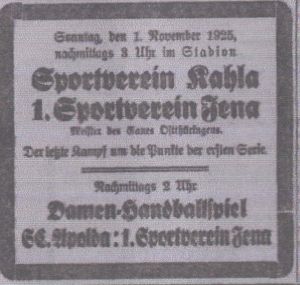 Sonntag, den 1. November 1925,
nachmittags 3 Uhr im Stadion
Sportverein Kahla
1. Sportverein Jena
Meister des Gaues Ostthüringens.
Der letzte Kampf um die Punkte der ersten Serie
Nachmittags 2 Uhr
Damen-Handballspiel
SC. Apolda : 1. Sportverein Jena